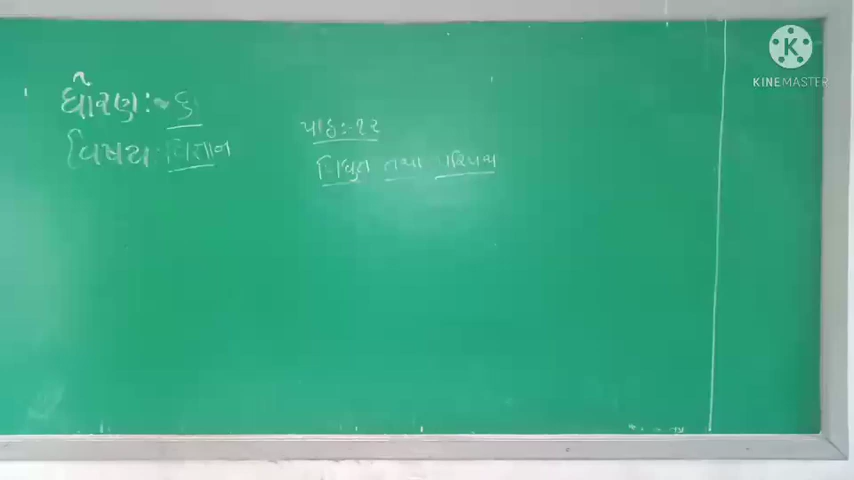 ધોરણ:- ૬
વિષય: વિજ્ઞાન
પાઠ:-૧૨
વિદ્યુત તથા પરિપથ
KINEMASTER